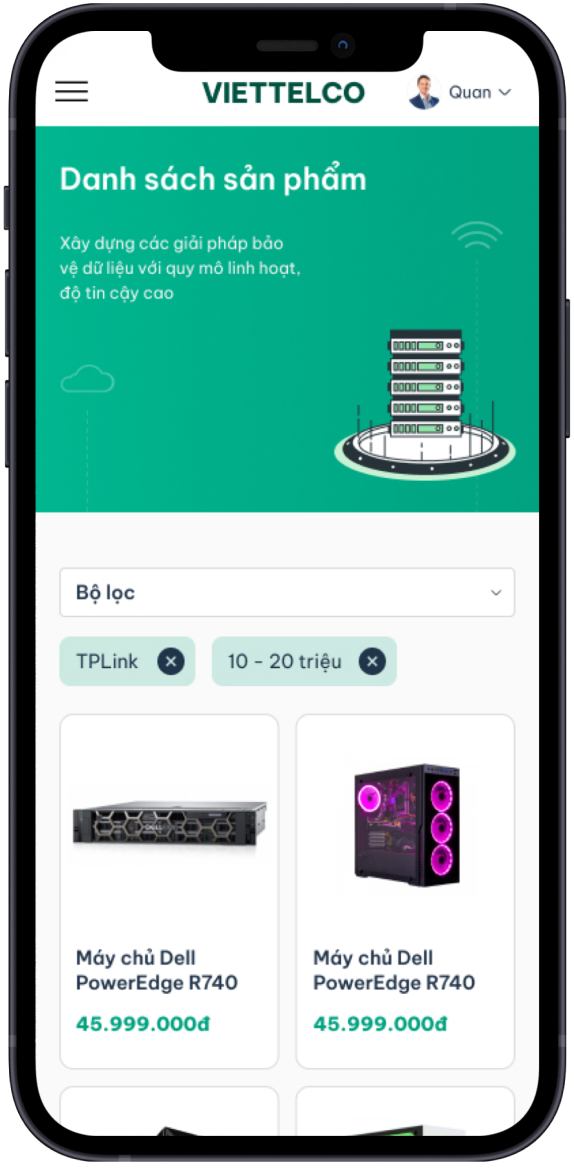 VIETTELCO
Quan
Danh sách sản phẩm
Xây dựng các giải pháp bảo
vệ dữ liệu với quy mô linh hoạt,
độ tin cậy cao
Bộ lọc
TPLink
10 - 20 triệu
DELL
Máy chủ Dell
PowerEdge R740
45.999.000đ
Máy chủ Dell
PowerEdge R740
45.999.000đ